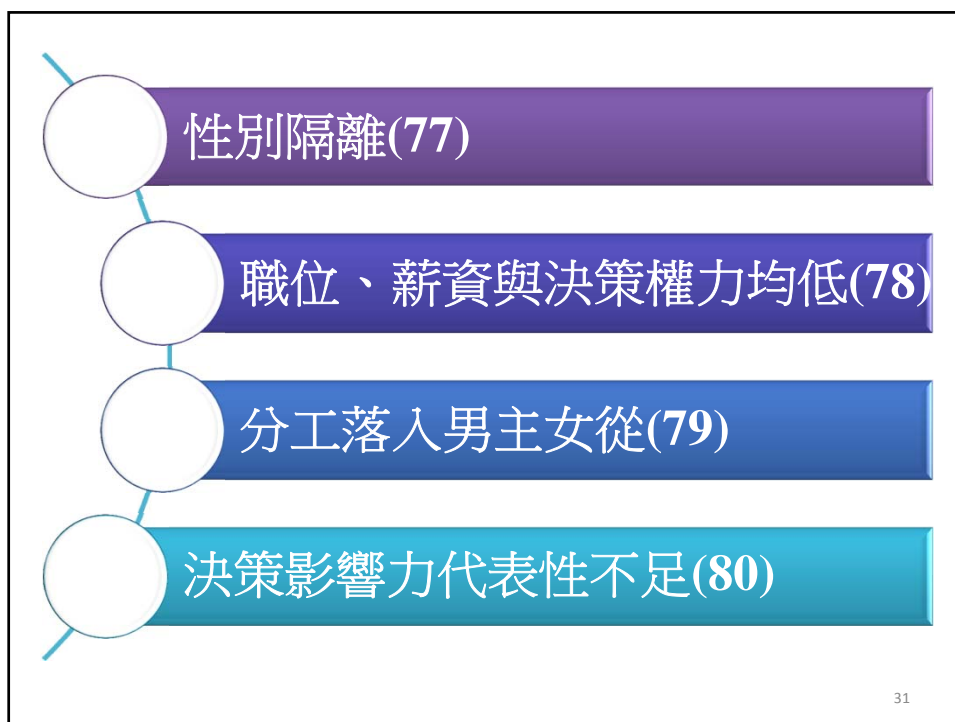 性別隔離(77)
職位、薪資與決策權力均低(78)
分工落入男主女從(79)
決策影響力代表性不足(80)
31